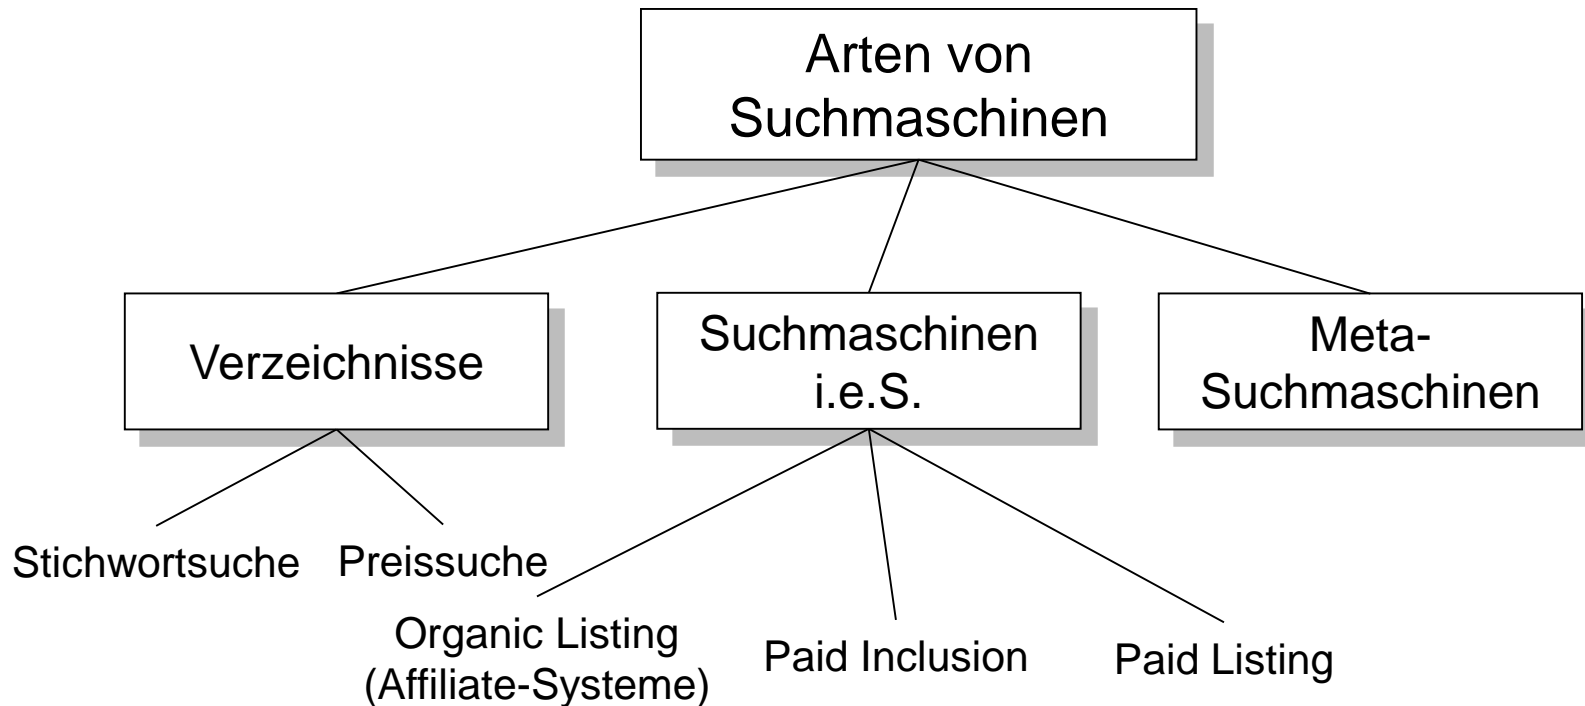 Arten von
Suchmaschinen
Verzeichnisse
Suchmaschinen
i.e.S.
Meta-
Suchmaschinen
Stichwortsuche
Preissuche
Organic Listing
(Affiliate-Systeme)
Paid Inclusion
Paid Listing